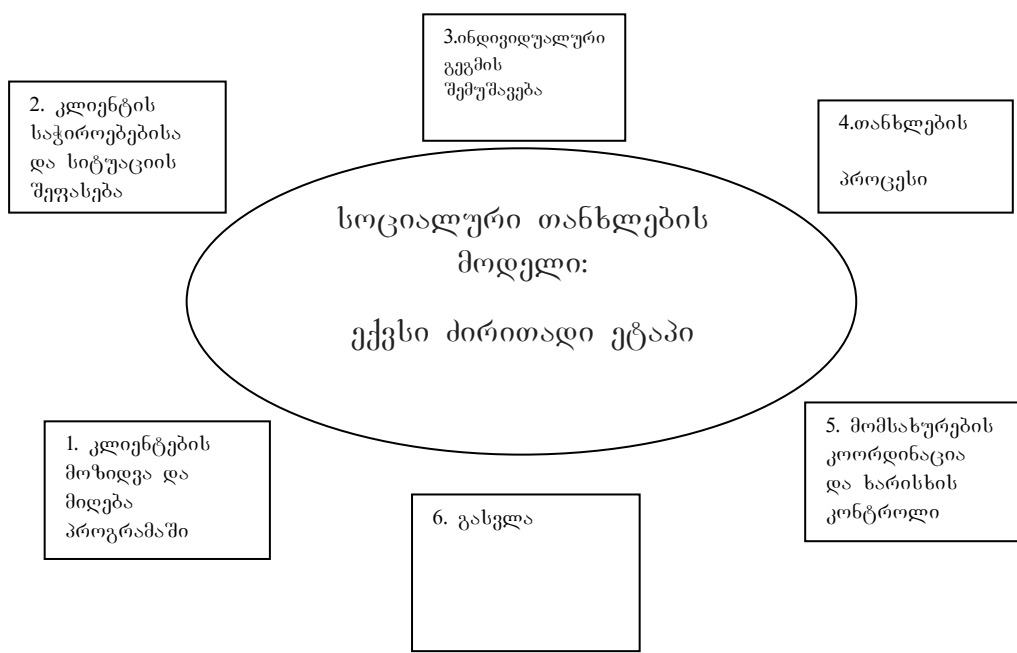 3.ინდივიდუალური
გეგმის
შემუშავება
2. კლიენტის
საჭიროებებისა
და სიტუაციის
შეფასება
4.თანხლების
პროცესი
სოციალური თანხლების
მოდელი:
ექვსი ძირითადი ეტაპი
1. კლიენტების
მოზიდვა და
მიღება
პროგრამაში
5. მომსახურების
კოორდინაცია
და ხარისხის
კონტროლი
6. გასვლა